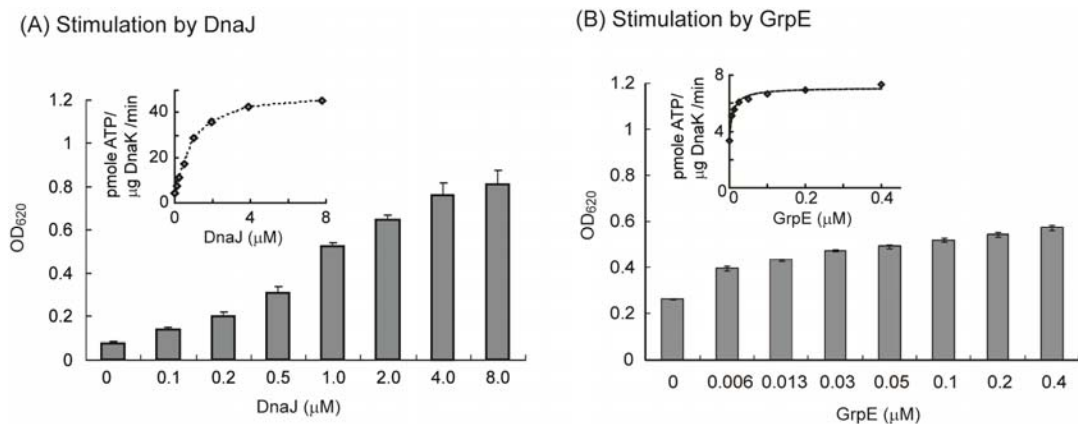 (A) Stimulation by DnaJ
OD620
1.2
1
0.8
0.6
0.4
0.2
0
0 0.1 0.2 0.5 1.0 2.0 4.0 8.0
DnaJ (μM)
pmole ATP/
μg DnaK /min
40
20
0
0 4 8
DnaJ (μM)
(B) Stimulation by GrpE
OD620
1.2
1
0.8
0.6
0.4
0.2
0
0 0.006 0.013 0.03 0.05 0.1 0.2 0.4
GrpE (μM)
pmole ATP/
μg DnaK /min
8
4
0
0 0.2 0.4
GrpE (μM)